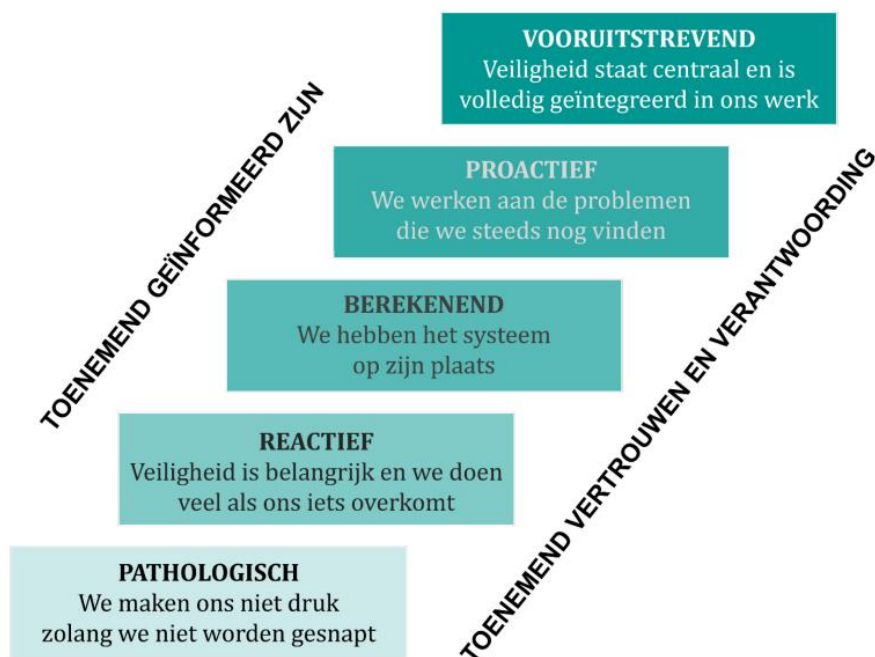 VOORUITSTREVEND
Veiligheid staat centraal en is
volledig geïntegreerd in ons werk
TOENEMEND GEÏNFORMEERD ZIJN
PROACTIEF
We werken aan de problemen
die we steeds nog vinden
BEREKENEND
We hebben het systeem
op zijn plaats
TOENEMEND VERTROUWEN EN VERANTWOORDING
REACTIEF
Veiligheid is belangrijk en we doen
veel als ons iets overkomt
PATHOLOGISCH
We maken ons niet druk
zolang we niet worden gesnapt